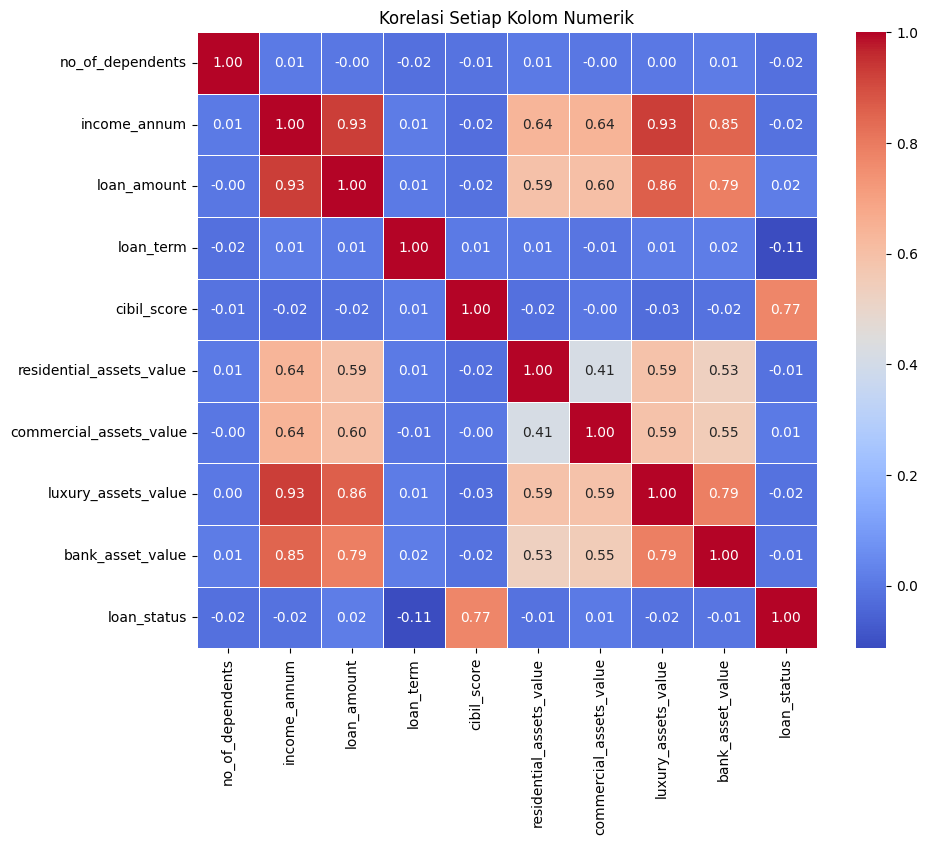 Korelasi Setiap Kolom Numerik
no_of_dependents 1.00 0.01 -0.00 -0.02 -0.01 0.01 -0.00 0.00 0.01 -0.02
income_annum 0.01 1.00 0.93 0.01 -0.02 0.64 0.64 0.93 0.85 -0.02
loan_amount -0.00 0.93 1.00 0.01 -0.02 0.59 0.60 0.86 0.79 0.02
loan_term -0.02 0.01 0.01 1.00 0.01 0.01 -0.01 0.01 0.02 -0.11
cibil_score -0.01 -0.02 -0.02 0.01 1.00 -0.02 -0.00 -0.03 -0.02 0.77
residential_assets_value 0.01 0.64 0.59 0.01 -0.02 1.00 0.41 0.59 0.53 -0.01
commercial_assets_value -0.00 0.64 0.60 -0.01 -0.00 0.41 1.00 0.59 0.55 0.01
luxury_assets_value 0.00 0.93 0.86 0.01 -0.03 0.59 0.59 1.00 0.79 -0.02
bank_asset_value 0.01 0.85 0.79 0.02 -0.02 0.53 0.55 0.79 1.00 -0.01
loan_status -0.02 -0.02 0.02 -0.11 0.77 -0.01 0.01 -0.02 -0.01 1.00
no_of_dependents
income_annum
loan_amount
loan_term
cibil_score
residential_assets_value
commercial_assets_value
luxury_assets_value
bank_asset_value
loan_status
1.0
0.8
0.6
0.4
0.2
0.0